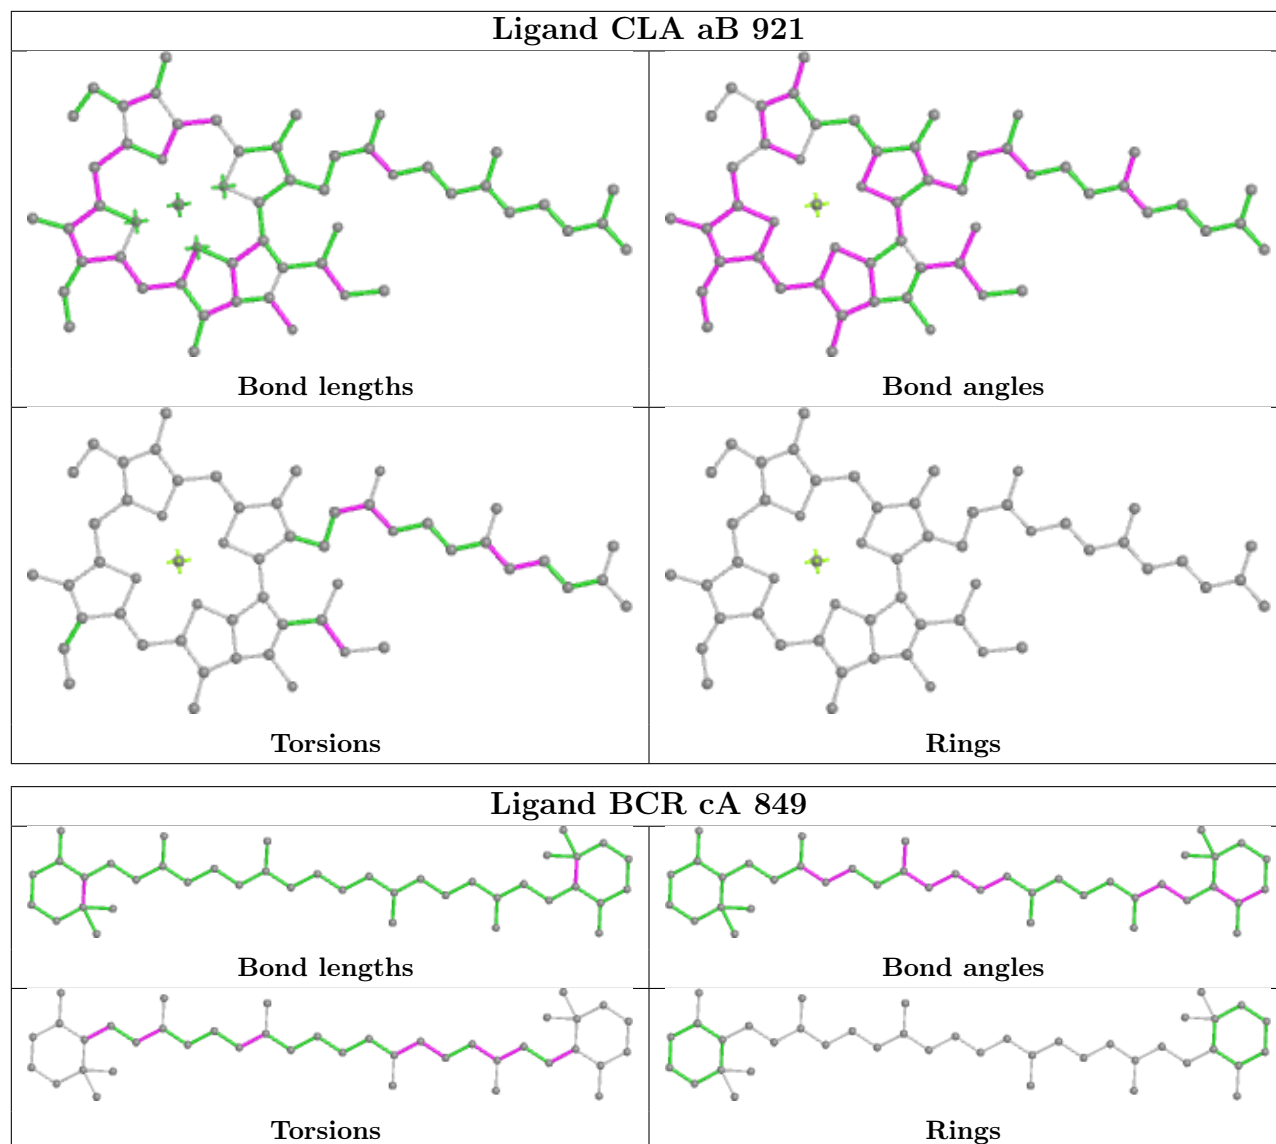 Ligand CLA aB 921
Bond lengths
Bond angles
Torsions
Rings
Ligand BCR cA 849
Bond lengths
Bond angles
Torsions
Rings